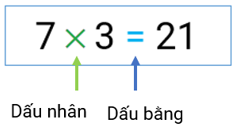 7 × 3 = 21
Dấu nhân Dấu bằng